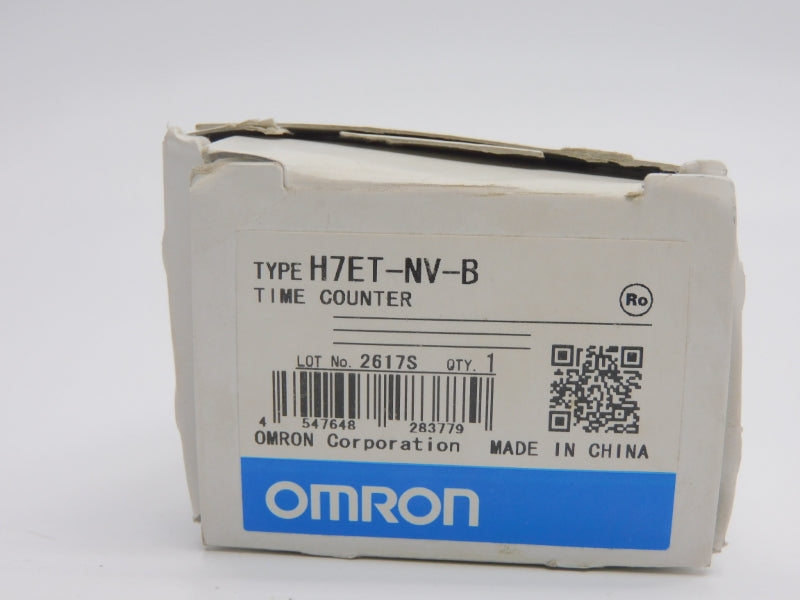 TYPE H7ET-NV-B
TIME COUNTER
Ro
LOT No. 2617S QTY. 1
4 547648 283779
OMRON Corporation MADE IN CHINA
OMRON